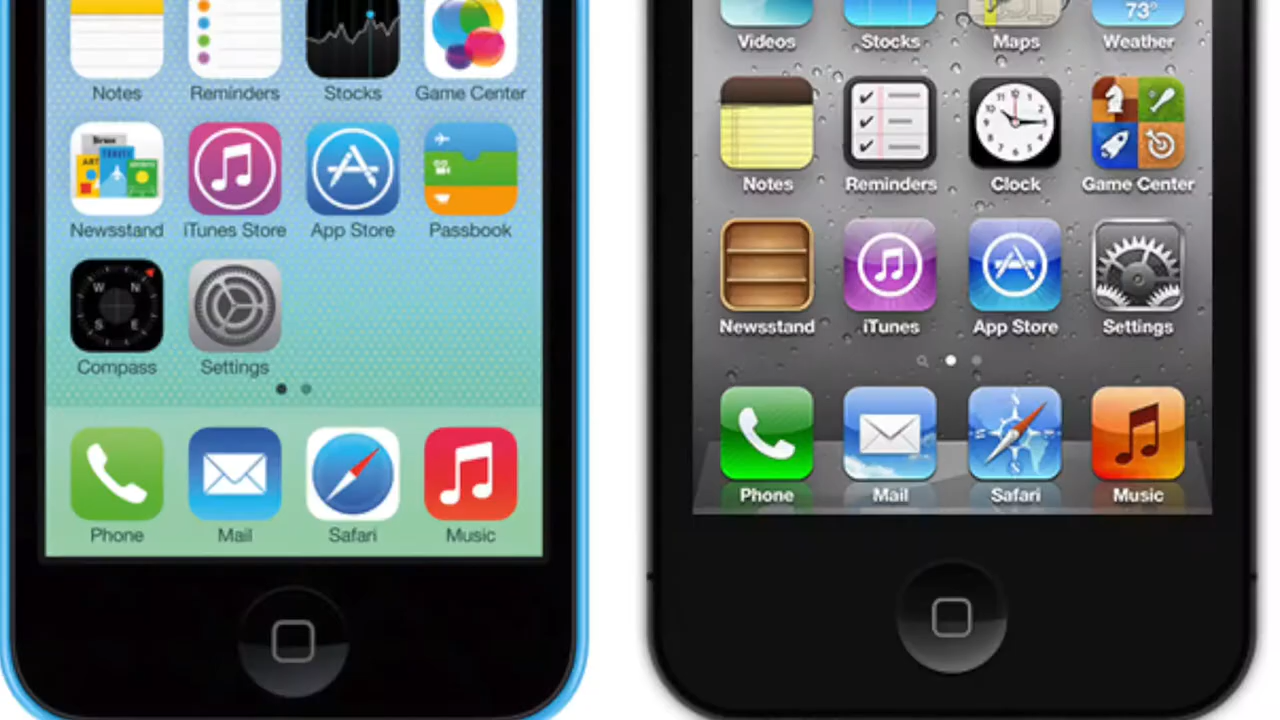 Notes Reminders Stocks Game Center
Newsstand iTunes Store App Store Passbook
W N
S E
Compass Settings
Phone Mail Safari Music
73°
Videos Stocks Maps Weather
Notes Reminders Clock Game Center
Newsstand iTunes App Store Settings
Phone Mail Safari Music